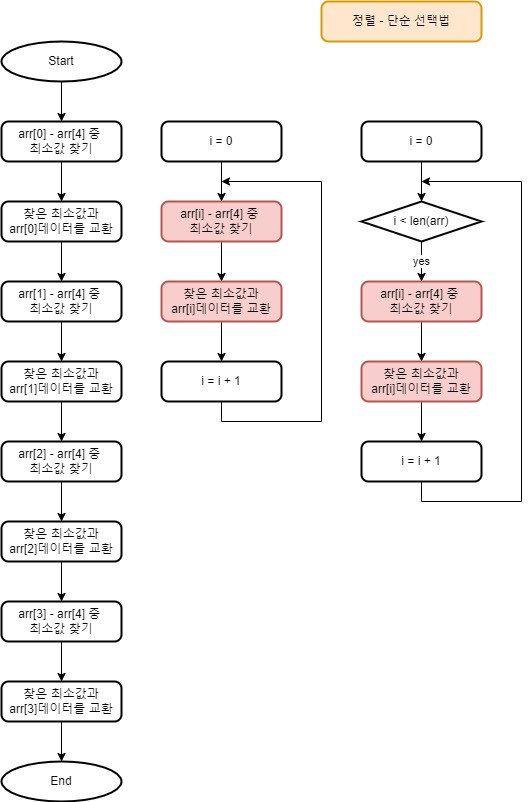 정렬 - 단순 선택법
Start
arr[0] - arr[4] 중
최소값 찾기
찾은 최소값과
arr[0]데이터를 교환
arr[1] - arr[4] 중
최소값 찾기
찾은 최소값과
arr[1]데이터를 교환
arr[2] - arr[4] 중
최소값 찾기
찾은 최소값과
arr[2]데이터를 교환
arr[3] - arr[4] 중
최소값 찾기
찾은 최소값과
arr[3]데이터를 교환
End
i = 0
arr[i] - arr[4] 중
최소값 찾기
찾은 최소값과
arr[i]데이터를 교환
i = i + 1
i = 0
i < len(arr)
yes
arr[i] - arr[4] 중
최소값 찾기
찾은 최소값과
arr[i]데이터를 교환
i = i + 1